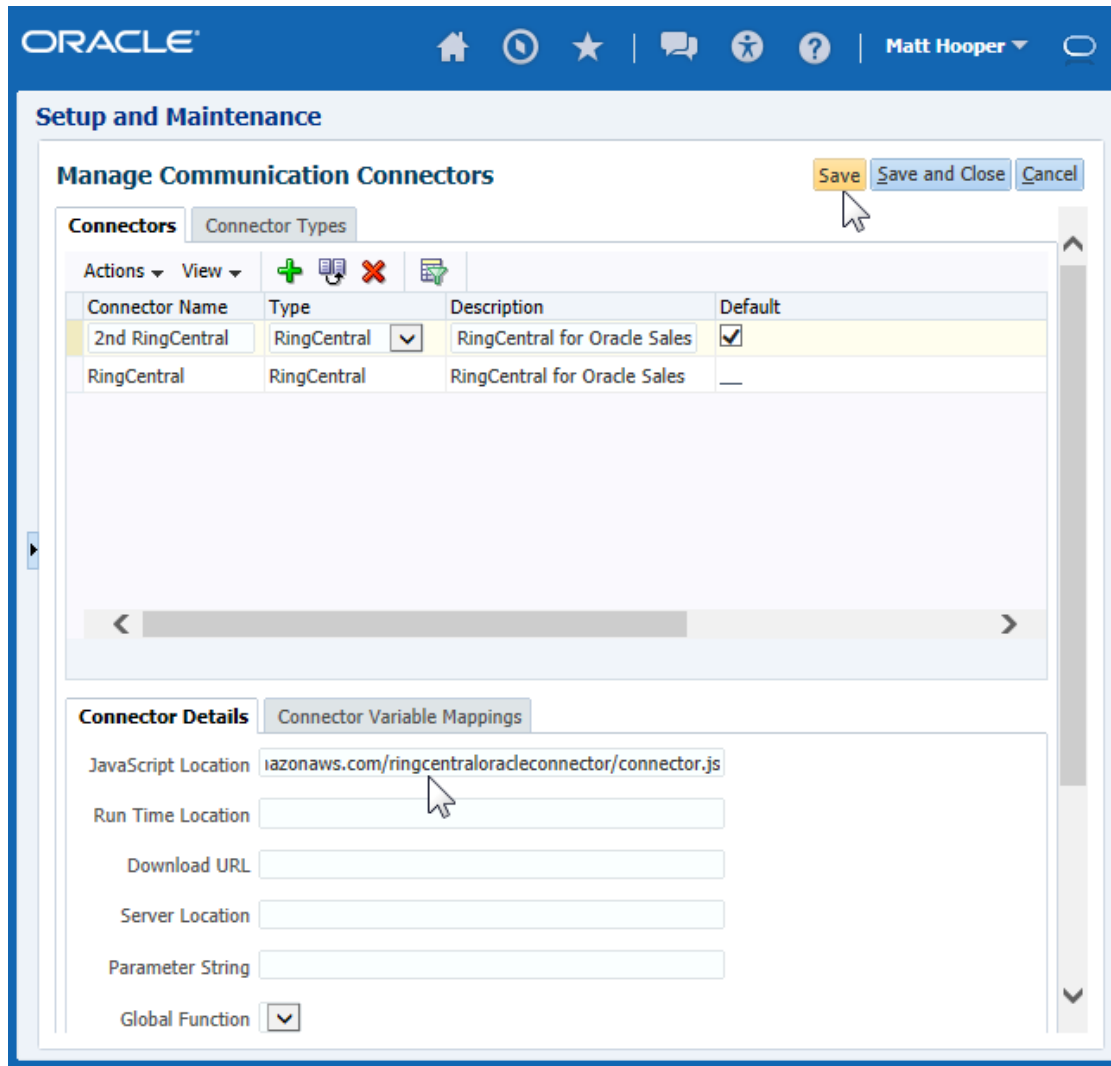 ORACLE
Matt Hooper
Setup and Maintenance
Manage Communication Connectors
Save Save and Close Cancel
Connectors Connector Types
Actions View
Connector Name Type Description Default
2nd RingCentral RingCentral RingCentral for Oracle Sales
RingCentral RingCentral RingCentral for Oracle Sales
Connector Details Connector Variable Mappings
JavaScript Location azonaws.com/ringcentraloracleconnector/connector.js
Run Time Location
Download URL
Server Location
Parameter String
Global Function